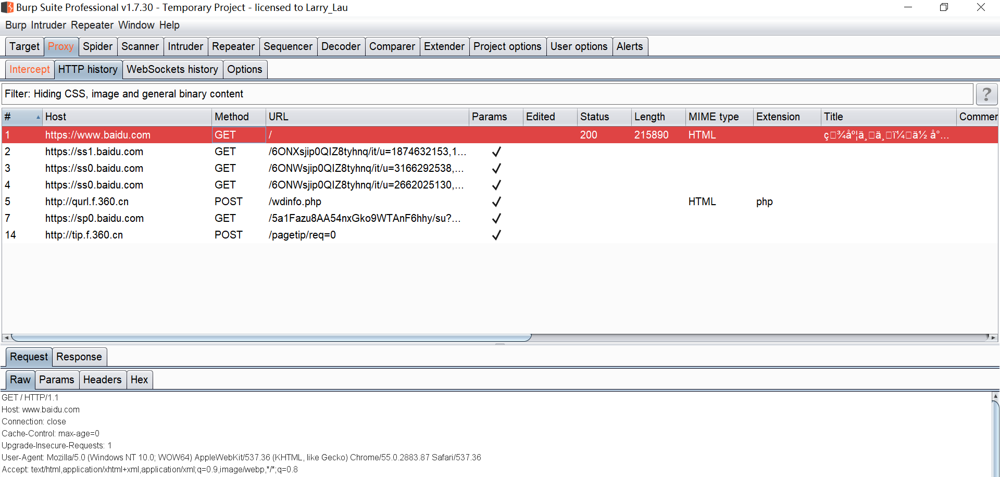 Burp Suite Professional v1.7.30 - Temporary Project - licensed to Larry_Lau
Burp Intruder Repeater Window Help
Target Proxy Spider Scanner Intruder Repeater Sequencer Decoder Comparer Extender Project options User options Alerts
Intercept HTTP history WebSockets history Options
Filter: Hiding CSS, image and general binary content ?
# Host Method URL Params Edited Status Length MIME type Extension Title Commer
1 https://www.baidu.com GET / 200 215890 HTML
2 https://ss1.baidu.com GET /6ONXsjip0QIZ8tyhnq/it/u=1874632153,1... ✓
3 https://ss0.baidu.com GET /6ONWsjip0QIZ8tyhnq/it/u=3166292538,... ✓
4 https://ss0.baidu.com GET /6ONWsjip0QIZ8tyhnq/it/u=2662025130,... ✓
5 http://qurl.f.360.cn POST /wdinfo.php ✓ HTML php
7 https://sp0.baidu.com GET /5a1Fazu8AA54nxGko9WTAnF6hhy/su?... ✓
14 http://tip.f.360.cn POST /pagetip/req=0 ✓
Request Response
Raw Params Headers Hex
GET / HTTP/1.1
Host: www.baidu.com
Connection: close
Cache-Control: max-age=0
Upgrade-Insecure-Requests: 1
User-Agent: Mozilla/5.0 (Windows NT 10.0; WOW64) AppleWebKit/537.36 (KHTML, like Gecko) Chrome/55.0.2883.87 Safari/537.36
Accept: text/html,application/xhtml+xml,application/xml;q=0.9,image/webp,*/*;q=0.8